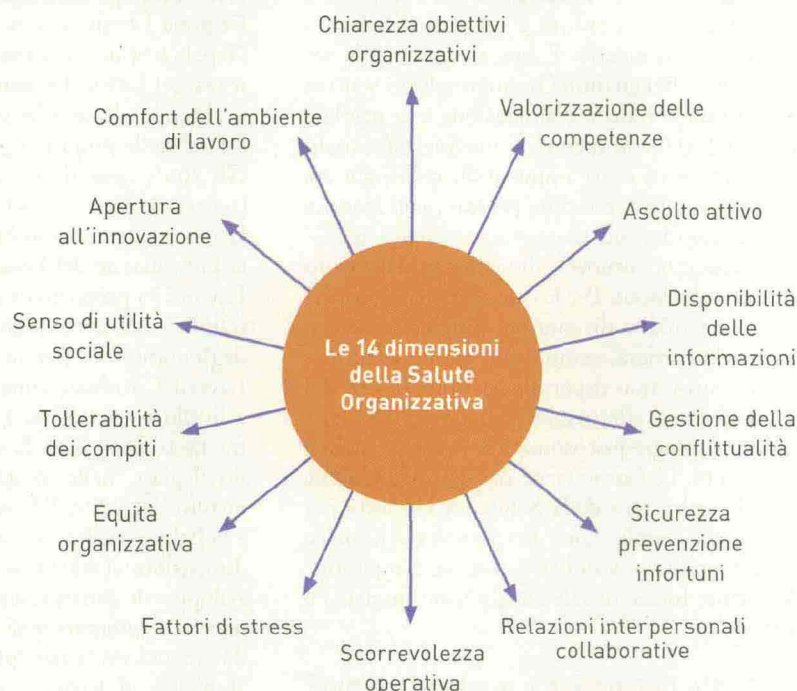 Chiarezza obiettivi
organizzativi
Valorizzazione delle
competenze
Ascolto attivo
Disponibilità
delle
informazioni
Gestione della
conflittualità
Sicurezza
prevenzione
infortuni
Relazioni interpersonali
collaborative
Scorrevolezza
operativa
Fattori di stress
Equità
organizzativa
Tollerabilità
dei compiti
Senso di utilità
sociale
Apertura
all'innovazione
Comfort dell'ambiente
di lavoro
Le 14 dimensioni
della Salute
Organizzativa